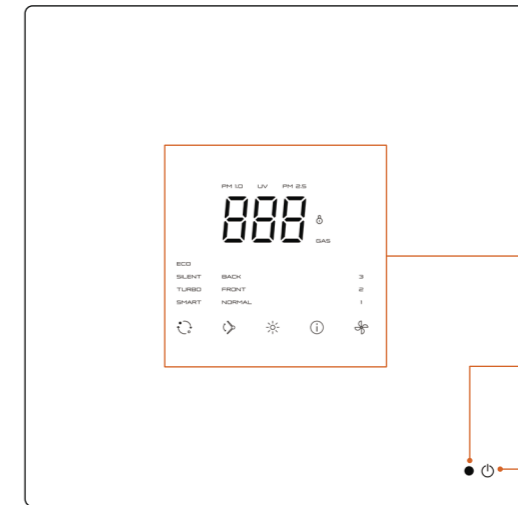 PM 1.0 UV PM 2.5
888
GAS
ECO
SILENT BACK 3
TURBO FRONT 2
SMART NORMAL 1